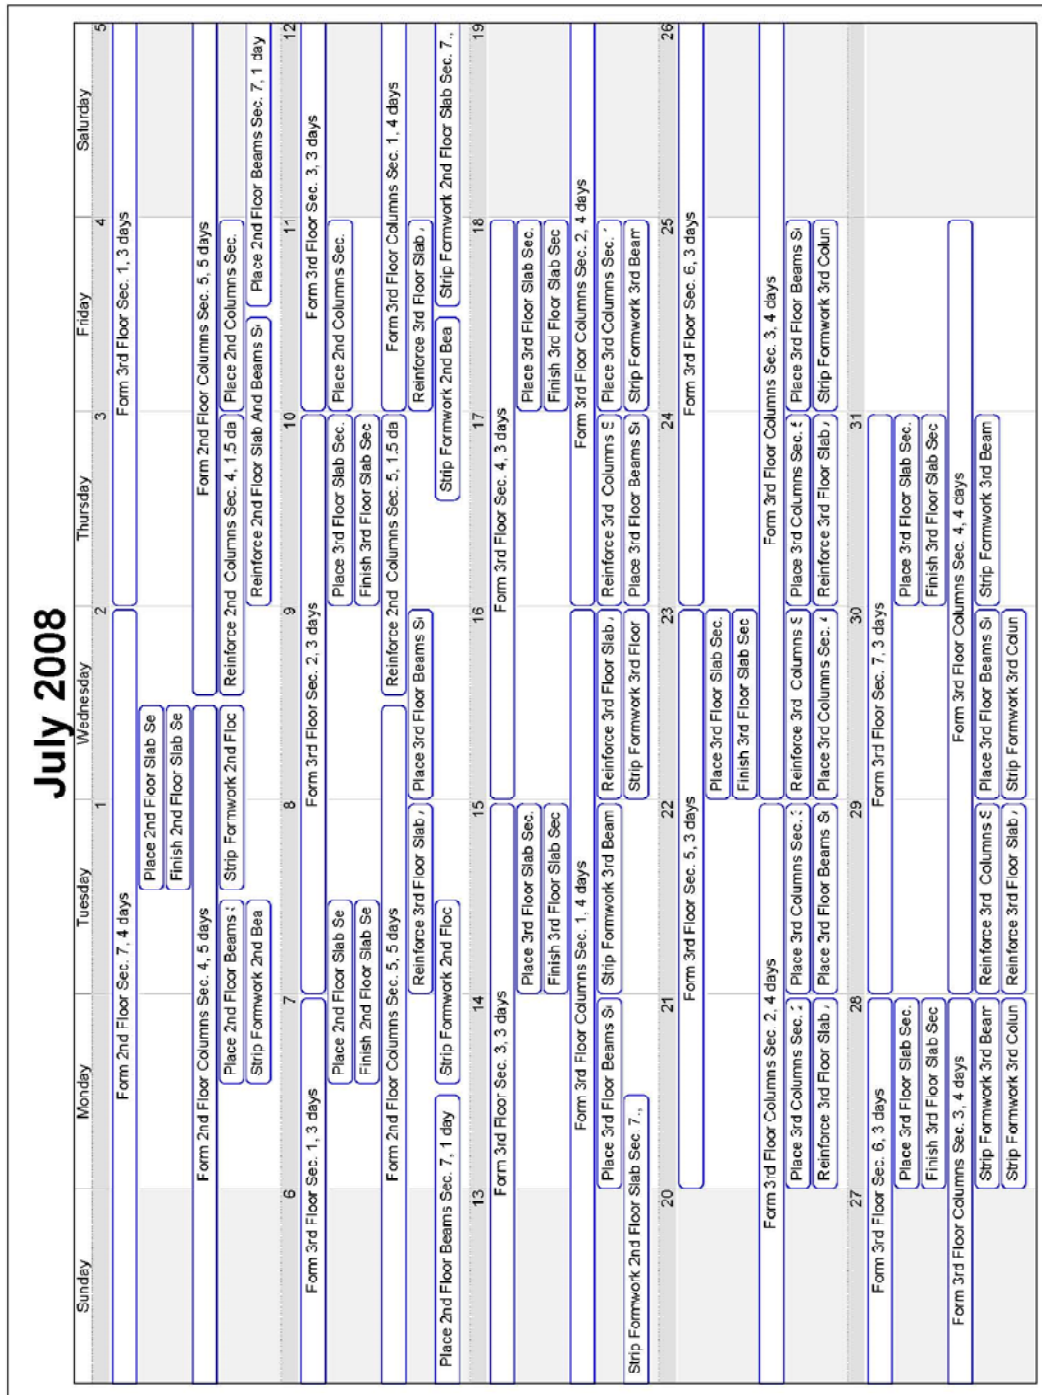 July 2008
Sunday Monday Tuesday Wednesday Thursday Friday Saturday
1 2 3 4 5
Form 2nd Floor Sec. 7, 4 days
Form 3rd Floor Sec. 1, 3 days
Place 2nd Floor Slab Se
Finish 2nd Floor Slab Se
Form 2nd Floor Columns Sec. 4, 5 days
Form 2nd Floor Columns Sec. 5, 5 days
Place 2nd Floor Beams
Strip Formwork 2nd Floc
Reinforce 2nd Columns Sec. 4, 1.5 da
Place 2nd Columns Sec.
Strip Formwork 2nd Bea
Reinforce 2nd Floor Slab And Beams S
Place 2nd Floor Beams Sec. 7, 1 day
6 7 8 9 10 11 12
Form 3rd Floor Sec. 1, 3 days
Form 3rd Floor Sec. 2, 3 days
Form 3rd Floor Sec. 3, 3 days
Place 2nd Floor Slab Se
Place 3rd Floor Slab Sec.
Place 2nd Columns Sec.
Finish 2nd Floor Slab Se
Finish 3rd Floor Slab Sec
Form 2nd Floor Columns Sec. 5, 5 days
Reinforce 2nd Columns Sec. 5, 1.5 da
Form 3rd Floor Columns Sec. 1, 4 days
Reinforce 3rd Floor Slab
Place 3rd Floor Beams S
Reinforce 3rd Floor Slab
Place 2nd Floor Beams Sec. 7, 1 day
Strip Formwork 2nd Floc
Strip Formwork 2nd Bea
Strip Formwork 2nd Floor Slab Sec. 7.,
13 14 15 16 17 18 19
Form 3rd Floor Sec. 3, 3 days
Form 3rd Floor Sec. 4, 3 days
Place 3rd Floor Slab Sec.
Place 3rd Floor Slab Sec.
Finish 3rd Floor Slab Sec
Finish 3rd Floor Slab Sec
Form 3rd Floor Columns Sec. 1, 4 days
Form 3rd Floor Columns Sec. 2, 4 days
Place 3rd Floor Beams S
Strip Formwork 3rd Beam
Reinforce 3rd Floor Slab
Reinforce 3rd Columns S
Place 3rd Columns Sec.
Strip Formwork 2nd Floor Slab Sec. 7.,
Strip Formwork 3rd Floor
Place 3rd Floor Beams S
Strip Formwork 3rd Beam
20 21 22 23 24 25 26
Form 3rd Floor Sec. 5, 3 days
Form 3rd Floor Sec. 6, 3 days
Place 3rd Floor Slab Sec.
Finish 3rd Floor Slab Sec
Form 3rd Floor Columns Sec. 2, 4 days
Form 3rd Floor Columns Sec. 3, 4 days
Place 3rd Columns Sec. 2
Place 3rd Columns Sec. 3
Reinforce 3rd Columns S
Place 3rd Columns Sec. 5
Place 3rd Floor Beams S
Reinforce 3rd Floor Slab
Place 3rd Floor Beams S
Place 3rd Columns Sec. 4
Reinforce 3rd Floor Slab
Strip Formwork 3rd Colun
27 28 29 30 31
Form 3rd Floor Sec. 6, 3 days
Form 3rd Floor Sec. 7, 3 days
Place 3rd Floor Slab Sec.
Place 3rd Floor Slab Sec.
Finish 3rd Floor Slab Sec
Finish 3rd Floor Slab Sec
Form 3rd Floor Columns Sec. 3, 4 days
Form 3rd Floor Columns Sec. 4, 4 days
Strip Formwork 3rd Beam
Reinforce 3rd Columns S
Place 3rd Floor Beams S
Strip Formwork 3rd Beam
Strip Formwork 3rd Colun
Reinforce 3rd Floor Slab
Strip Formwork 3rd Colun